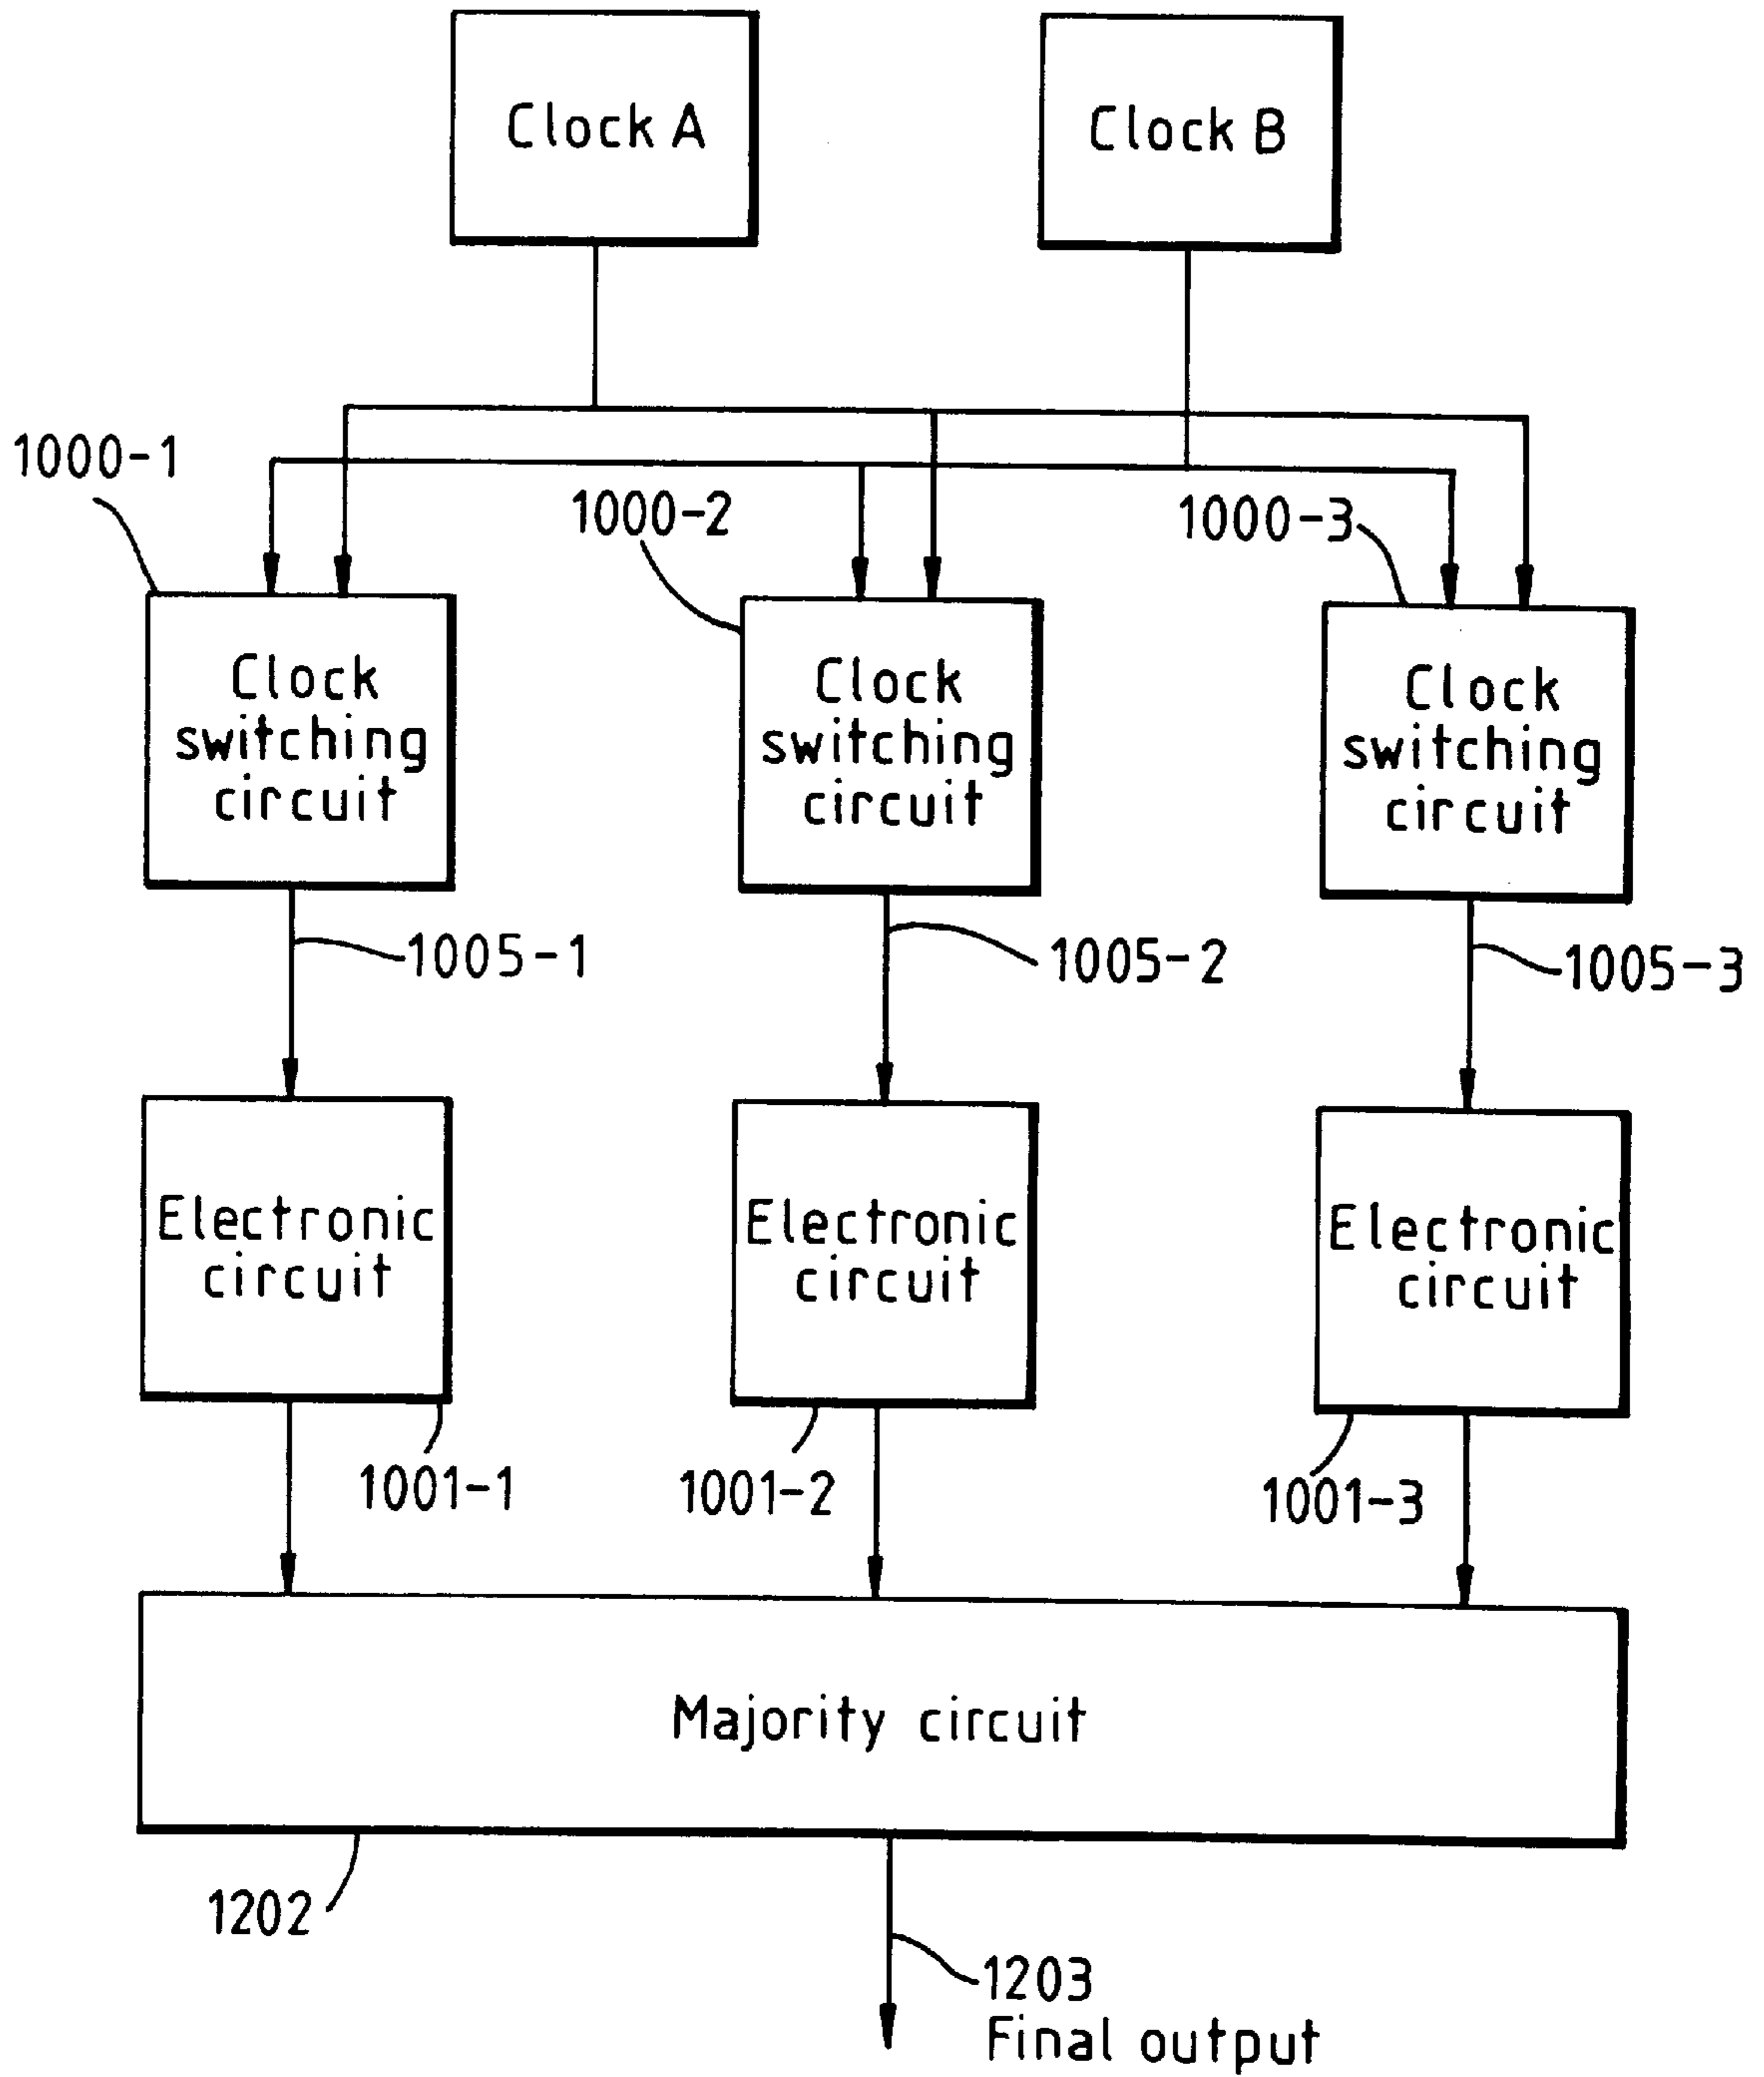 Clock A
Clock B
1000-1
1000-2
1000-3
Clock
switching
circuit
Clock
switching
circuit
Clock
switching
circuit
1005-1
1005-2
1005-3
Electronic
circuit
Electronic
circuit
Electronic
circuit
1001-1
1001-2
1001-3
Majority circuit
1202
1203
Final output